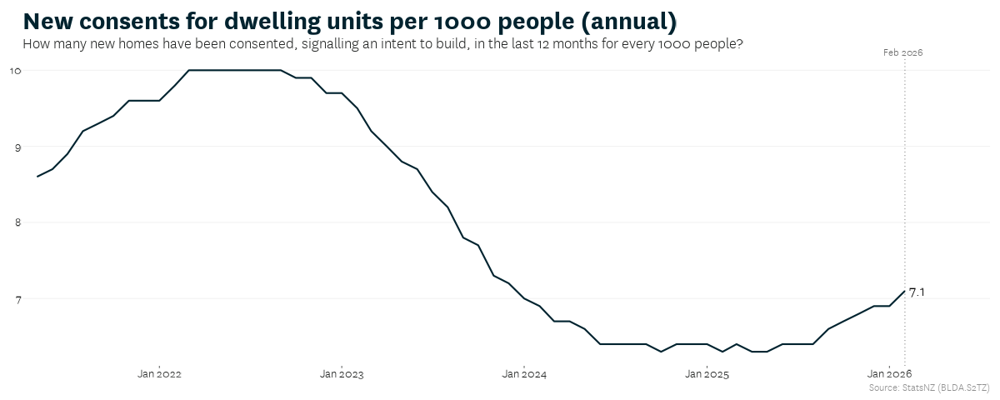 New consents for dwelling units per 1000 people (annual)
How many new homes have been consented, signalling an intent to build, in the last 12 months for every 1000 people?
Feb 2026
10
9
8
7
7.1
Jan 2022
Jan 2023
Jan 2024
Jan 2025
Jan 2026
Source: StatsNZ (BLDA.S2TZ)